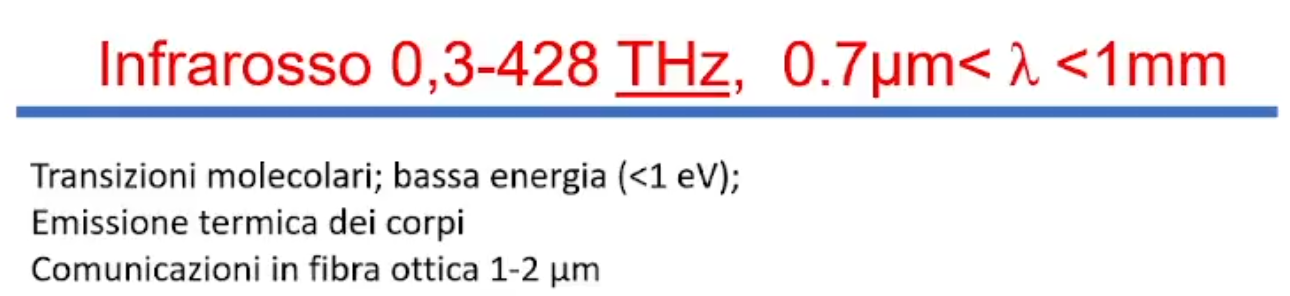 Infrarosso 0,3-428 THz,  0.7µm< λ <1mm
Transizioni molecolari; bassa energia (<1 eV);
Emissione termica dei corpi
Comunicazioni in fibra ottica 1-2 µm